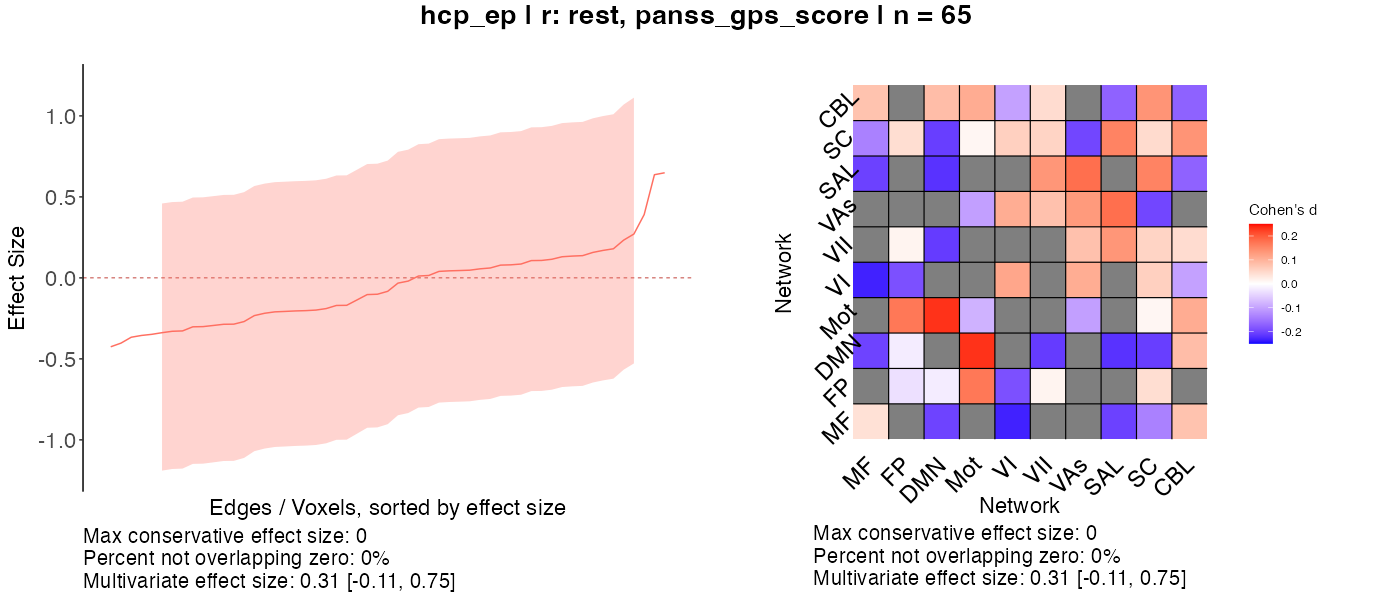 hcp_ep | r: rest, panss_gps_score | n = 65
Effect Size
1.0
0.5
0.0
-0.5
-1.0
Edges / Voxels, sorted by effect size
Max conservative effect size: 0
Percent not overlapping zero: 0%
Multivariate effect size: 0.31 [-0.11, 0.75]
Network
CBL
SC
SAL
VAs
VII
VI
Mot
DMN
FP
MF
MF
FP
DMN
Mot
VI
VII
VAs
SAL
SC
CBL
Network
Max conservative effect size: 0
Percent not overlapping zero: 0%
Multivariate effect size: 0.31 [-0.11, 0.75]
Cohen's d
0.2
0.1
0.0
-0.1
-0.2